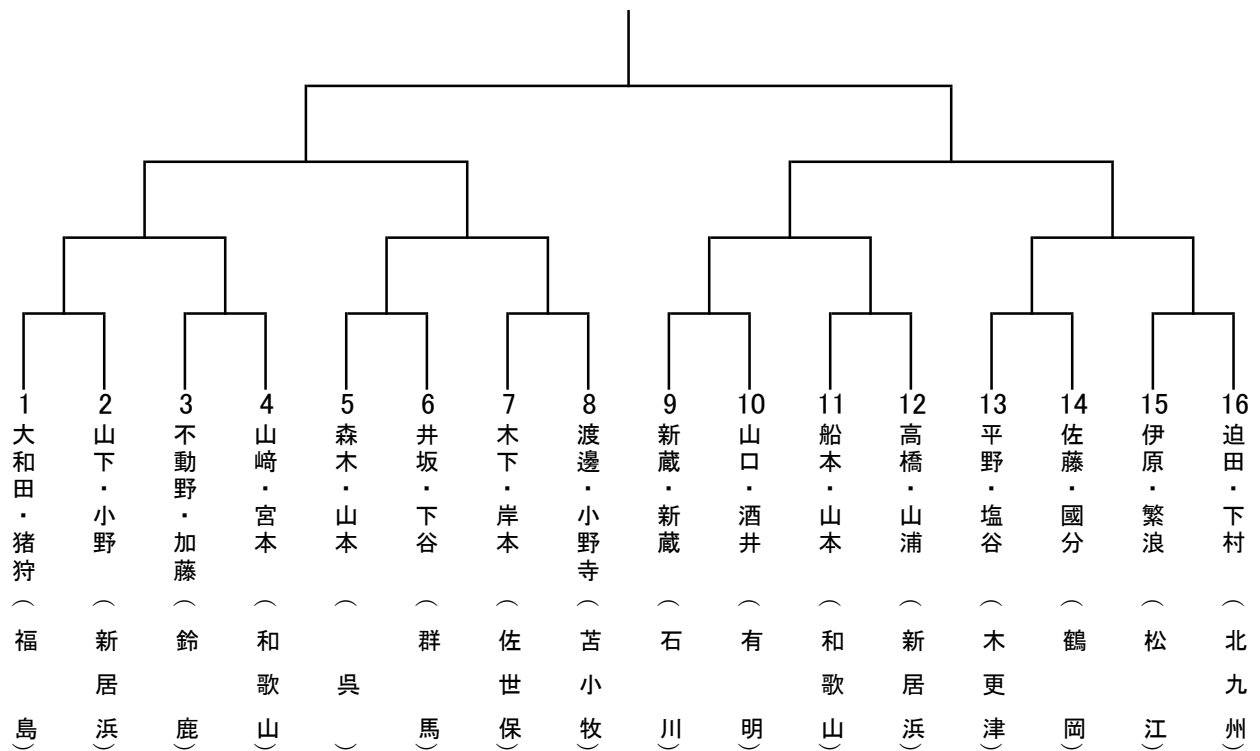 1
大和田・猪狩（福島）
2
山下・小野（新居浜）
3
不動野・加藤（鈴鹿）
4
山﨑・宮本（和歌山）
5
森木・山本（呉）
6
井坂・下谷（群馬）
7
木下・岸本（佐世保）
8
渡邊・小野寺（苫小牧）
9
新蔵・新蔵（石川）
10
山口・酒井（有明）
11
船本・山本（和歌山）
12
高橋・山浦（新居浜）
13
平野・塩谷（木更津）
14
佐藤・國分（鶴岡）
15
伊原・繁浪（松江）
16
迫田・下村（北九州）